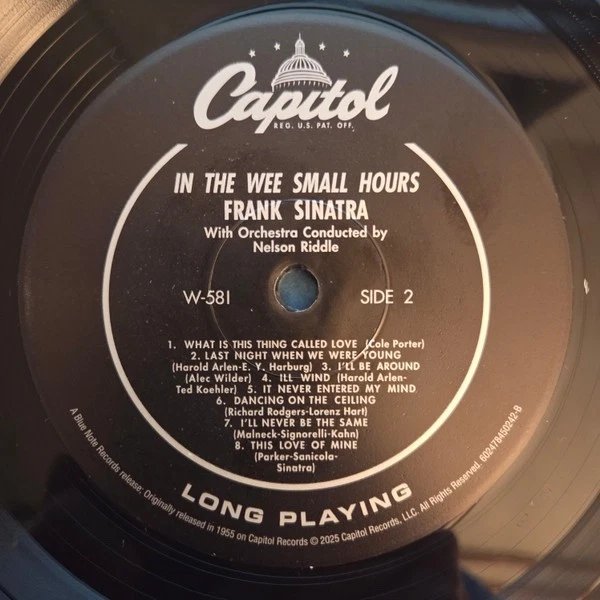 Capitol
REG. U.S. PAT. OFF.
IN THE WEE SMALL HOURS
FRANK SINATRA
With Orchestra Conducted by
Nelson Riddle
W-581 SIDE 2
1. WHAT IS THIS THING CALLED LOVE (Cole Porter)
2. LAST NIGHT WHEN WE WERE YOUNG
(Harold Arlen-E. Y. Harburg) 3. I'LL BE AROUND
(Alec Wilder) 4. ILL WIND (Harold Arlen-
Ted Koehler) 5. IT NEVER ENTERED MY MIND
6. DANCING ON THE CEILING
(Richard Rodgers-Lorenz Hart)
7. I'LL NEVER BE THE SAME
(Malneck-Signorelli-Kahn)
8. THIS LOVE OF MINE
(Parker-Sanicola-
Sinatra)
LONG PLAYING
A Blue Note Records release; Originally released in 1955 on Capitol Records © 2025 Capitol Records, LLC. All Rights Reserved. 602478450242-B